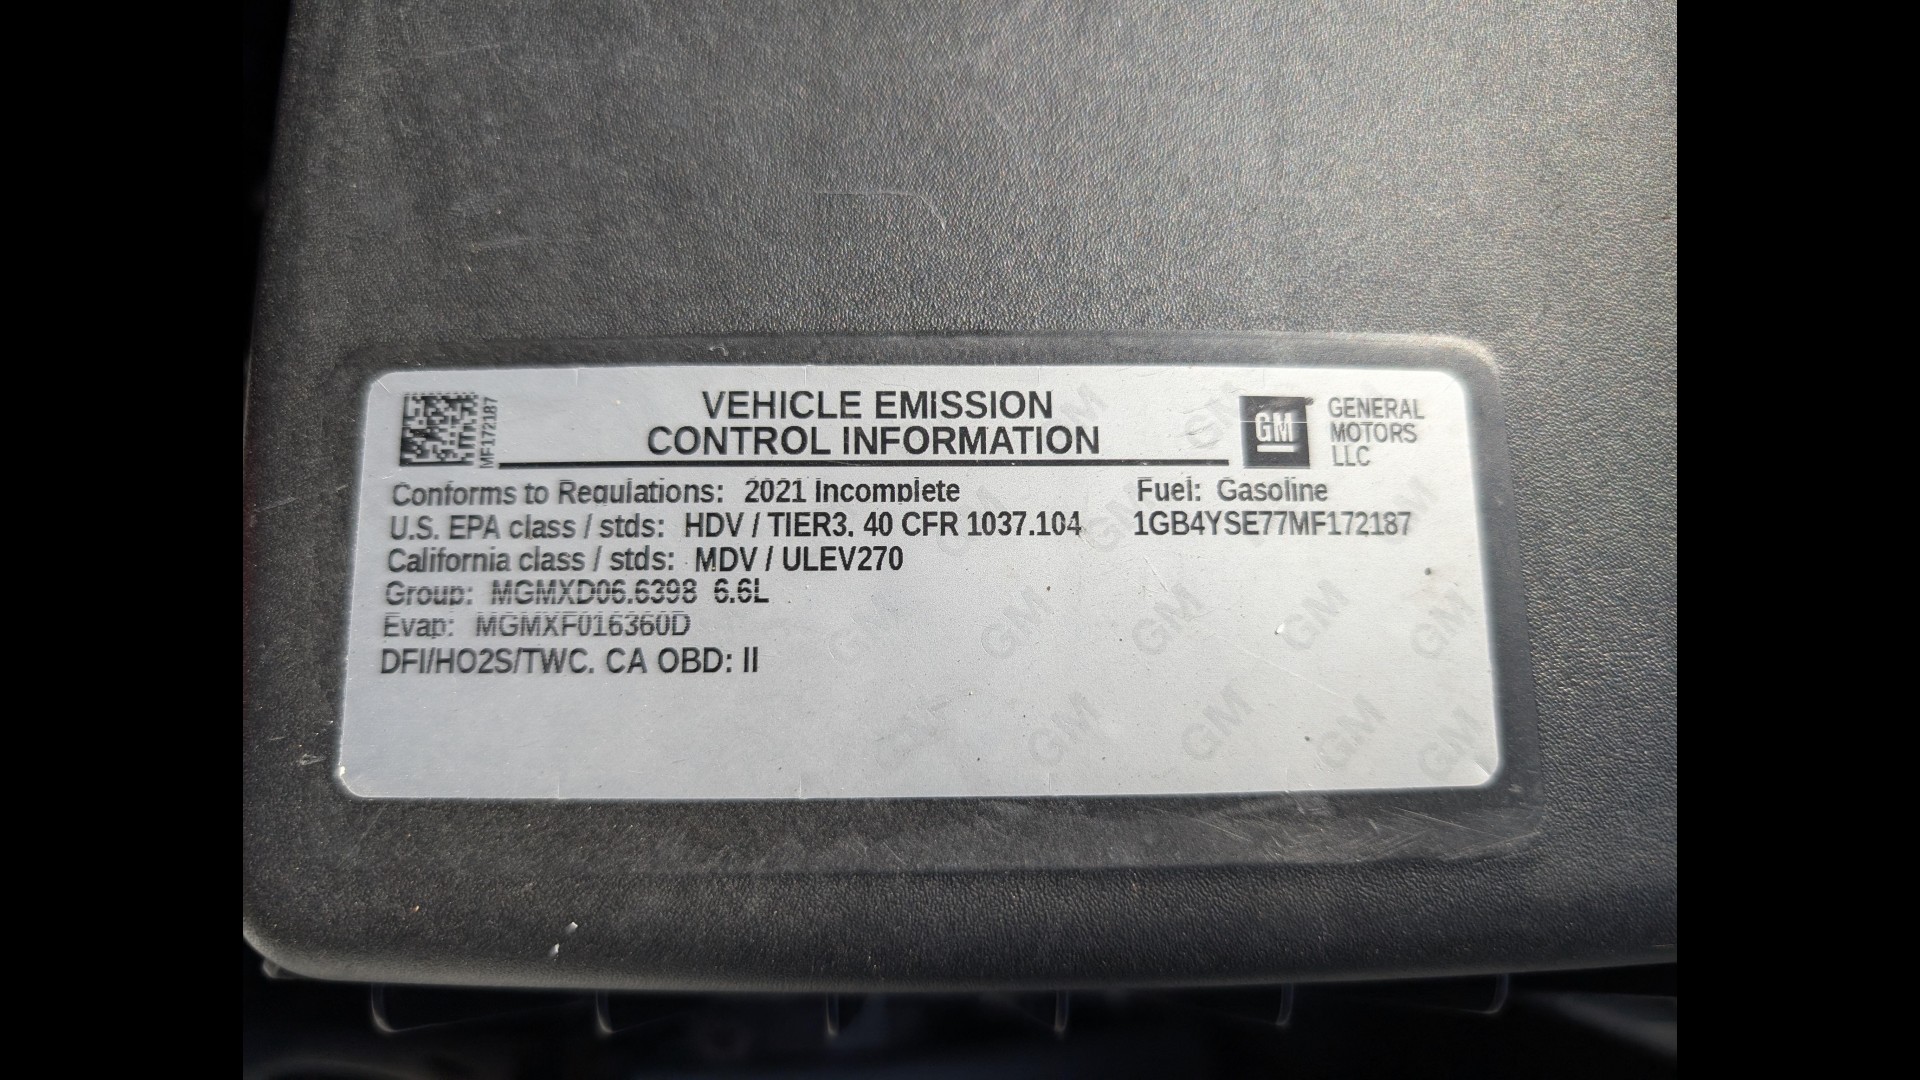 MF172187
VEHICLE EMISSION
CONTROL INFORMATION
GM
GENERAL
MOTORS
LLC
Conforms to Regulations: 2021 Incomplete
Fuel: Gasoline
U.S. EPA class / stds: HDV / TIER3, 40 CFR 1037.104
1GB4YSE77MF172187
California class / stds: MDV / ULEV270
Group: MGMXD06.6398 6.6L
Evap: MGMXF016360D
DFI/HO2S/TWC. CA OBD: II